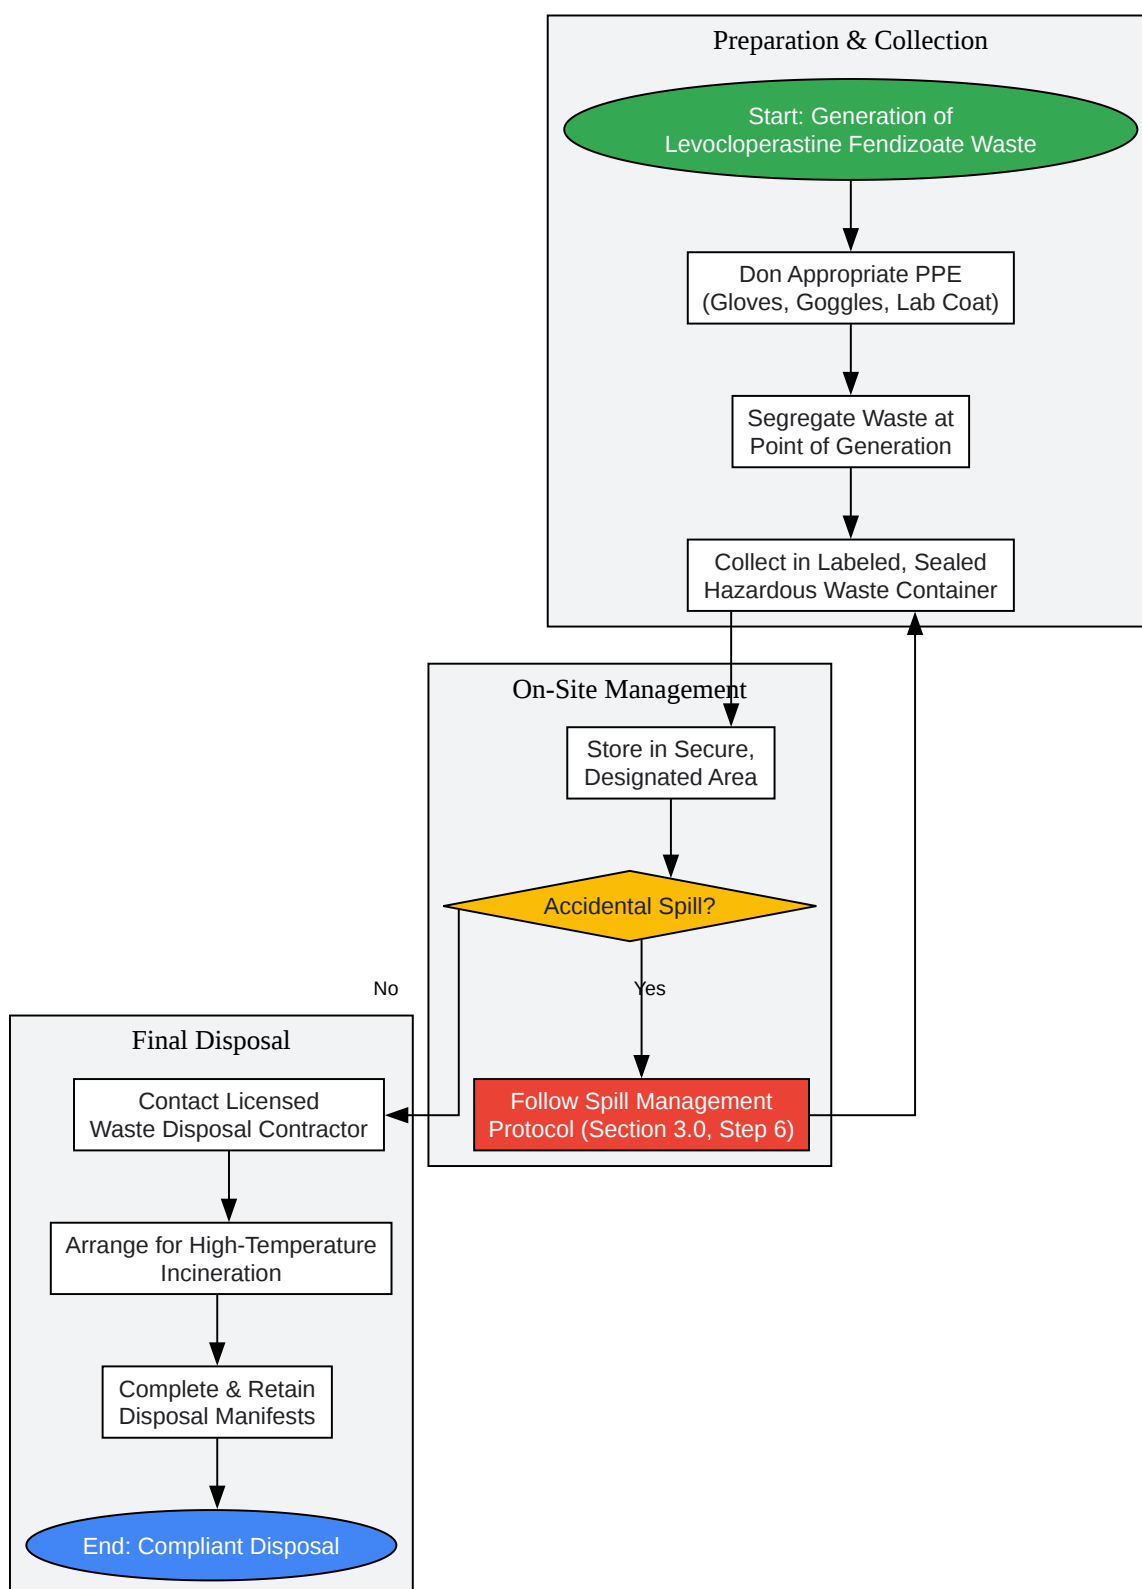 Preparation & Collection
Start: Generation of
Levocloperastine Fendizoate Waste
Don Appropriate PPE
(Gloves, Goggles, Lab Coat)
Segregate Waste at
Point of Generation
Collect in Labeled, Sealed
Hazardous Waste Container
On-Site Management
Store in Secure,
Designated Area
Accidental Spill?
No
Yes
Follow Spill Management
Protocol (Section 3.0, Step 6)
Final Disposal
Contact Licensed
Waste Disposal Contractor
Arrange for High-Temperature
Incineration
Complete & Retain
Disposal Manifests
End: Compliant Disposal